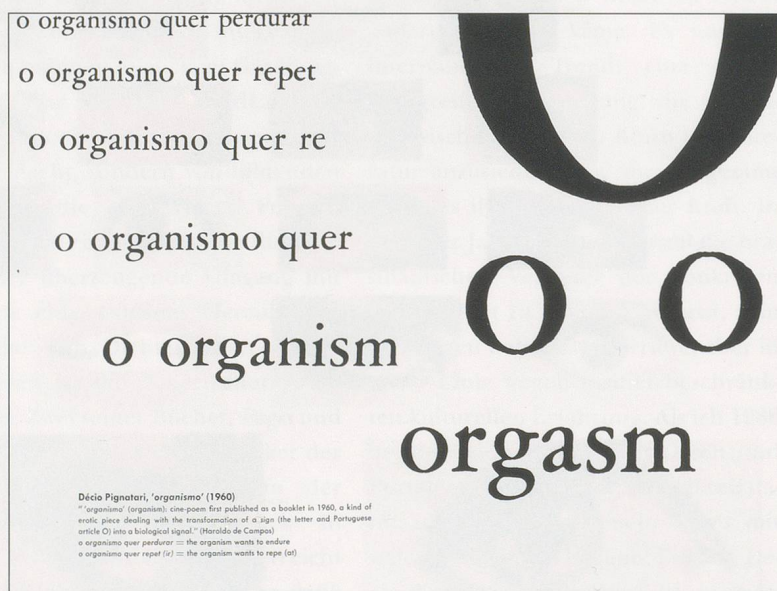 o organismo quer perdurar
o organismo quer repet
o organismo quer re
o organismo quer
o organism
orgasm
o o
O
Décio Pignatari, 'organismo' (1960)
"'organismo' (organism): cine-poem first published as a booklet in 1960, a kind of
erotic piece dealing with the transformation of a sign (the letter and Portuguese
article O) into a biological signal." (Haroldo de Campos)
o organismo quer perdurar = the organism wants to endure
o organismo quer repet (ir) = the organism wants to repe (at)